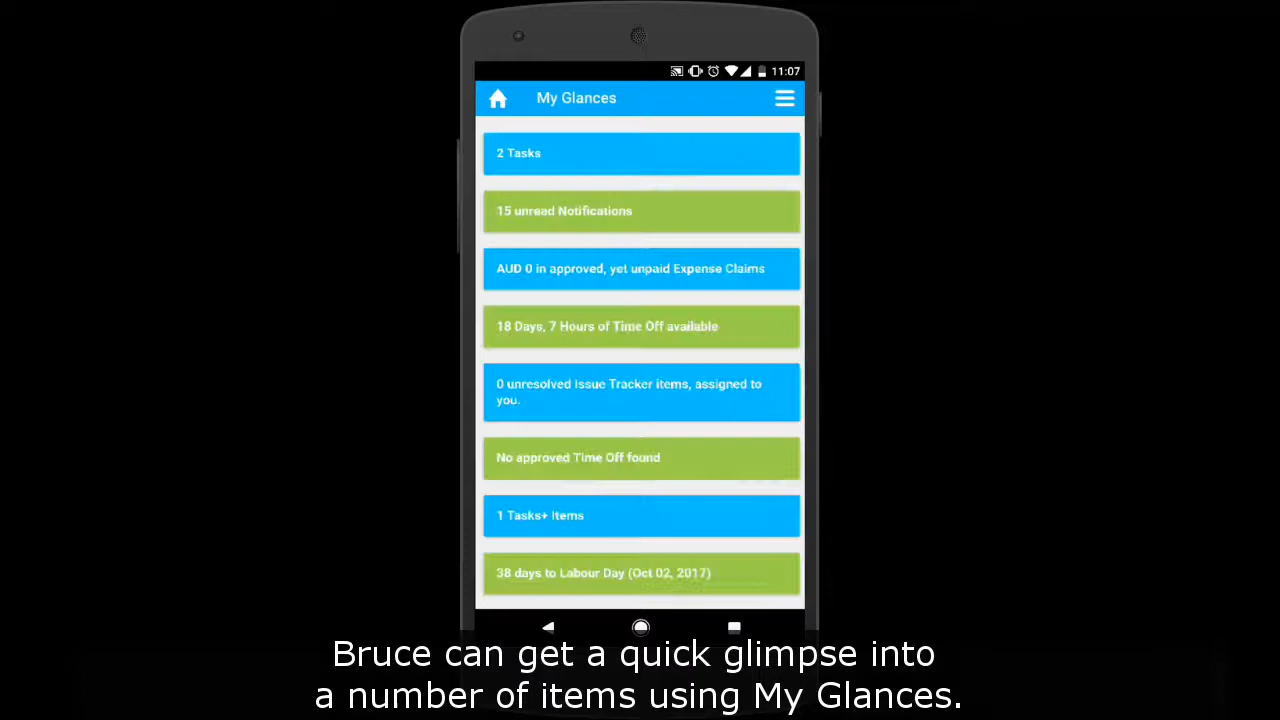 11:07
My Glances
2 Tasks
15 unread Notifications
AUD 0 in approved, yet unpaid Expense Claims
18 Days, 7 Hours of Time Off available
0 unresolved Issue Tracker items, assigned to
you.
No approved Time Off found
1 Tasks+ Items
38 days to Labour Day (Oct 02, 2017)
Bruce can get a quick glimpse into
a number of items using My Glances.